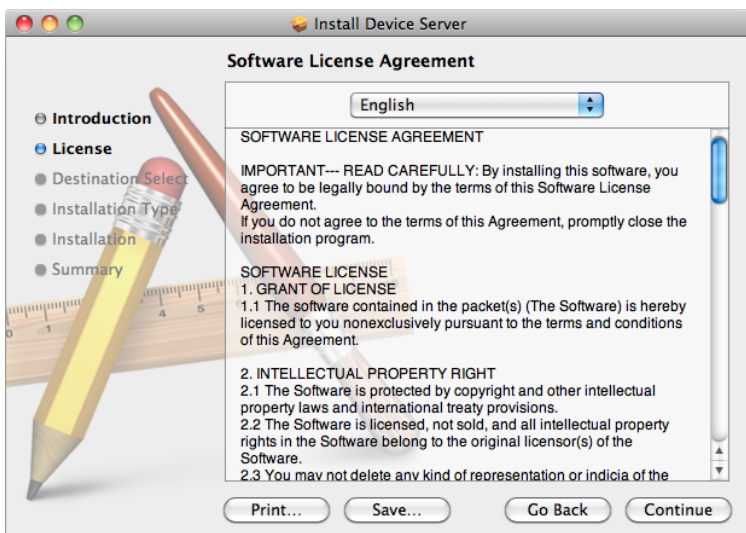 Install Device Server
Software License Agreement
Introduction
License
Destination Select
Installation Type
Installation
Summary
English
SOFTWARE LICENSE AGREEMENT
IMPORTANT--- READ CAREFULLY: By installing this software, you
agree to be legally bound by the terms of this Software License
Agreement.
If you do not agree to the terms of this Agreement, promptly close the
installation program.
SOFTWARE LICENSE
1. GRANT OF LICENSE
1.1 The software contained in the packet(s) (The Software) is hereby
licensed to you nonexclusively pursuant to the terms and conditions
of this Agreement.
2. INTELLECTUAL PROPERTY RIGHT
2.1 The Software is protected by copyright and other intellectual
property laws and international treaty provisions.
2.2 The Software is licensed, not sold, and all intellectual property
rights in the Software belong to the original licensor(s) of the
Software.
2.3 You may not delete any kind of representation or indicia of the
0 1 4 5
Print... Save... Go Back Continue